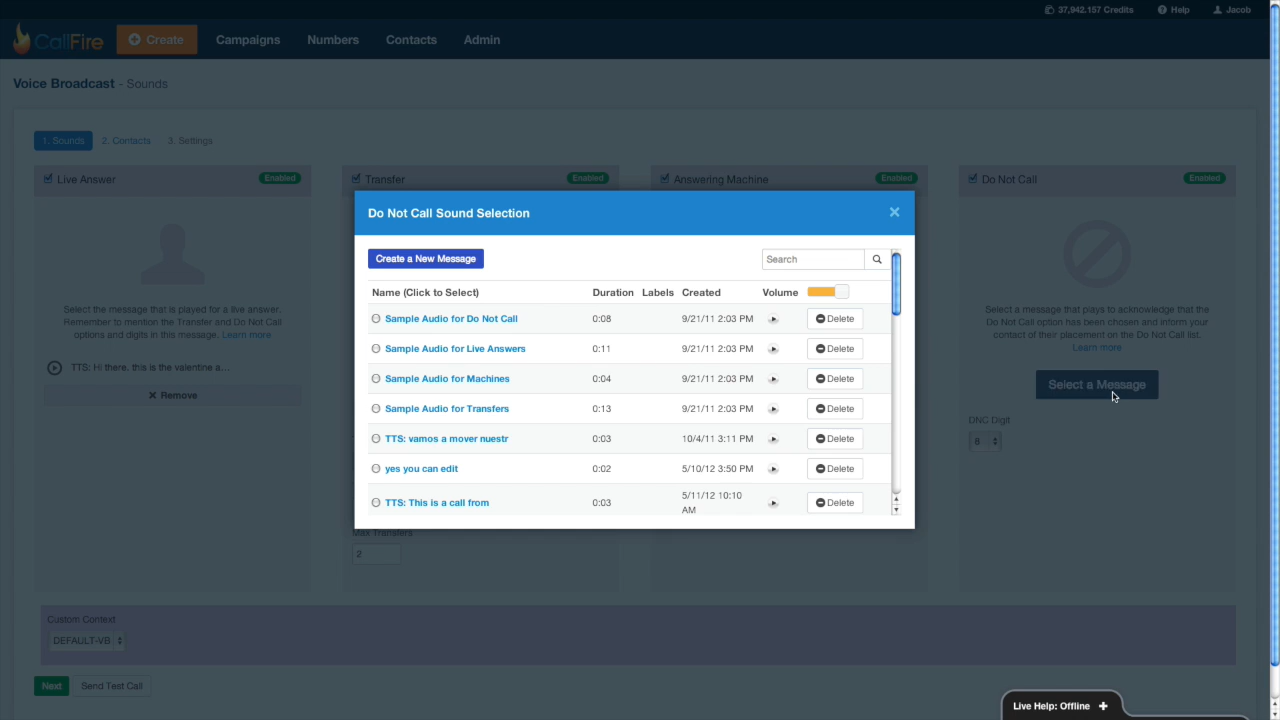 37,942.157 Credits
Help
Jacob
CallFire
Create
Campaigns
Numbers
Contacts
Admin
Voice Broadcast - Sounds
1. Sounds
2. Contacts
3. Settings
Live Answer
Enabled
Transfer
Enabled
Answering Machine
Enabled
Do Not Call
Enabled
Select the message that is played for a live answer.
Remember to mention the Transfer and Do Not Call
options and digits in this message. Learn more
TTS: Hi there, this is the valentine a...
Remove
Do Not Call Sound Selection
Create a New Message
Search
Name (Click to Select)
Duration
Labels
Created
Volume
Sample Audio for Do Not Call
0:08
9/21/11 2:03 PM
Delete
Sample Audio for Live Answers
0:11
9/21/11 2:03 PM
Delete
Sample Audio for Machines
0:04
9/21/11 2:03 PM
Delete
Sample Audio for Transfers
0:13
9/21/11 2:03 PM
Delete
TTS: vamos a mover nuestr
0:03
10/4/11 3:11 PM
Delete
yes you can edit
0:02
5/10/12 3:50 PM
Delete
TTS: This is a call from
0:03
5/11/12 10:10
AM
Delete
Max Transfers
2
Select a message that pays to acknowledge that the
Do Not Call option has been chosen and inform your
contact of their placement on the Do Not Call list.
Learn more
Select a Message
DNC Digit
8
Custom Context
DEFAULT-VB
Next
Send Test Call
Live Help: Offline